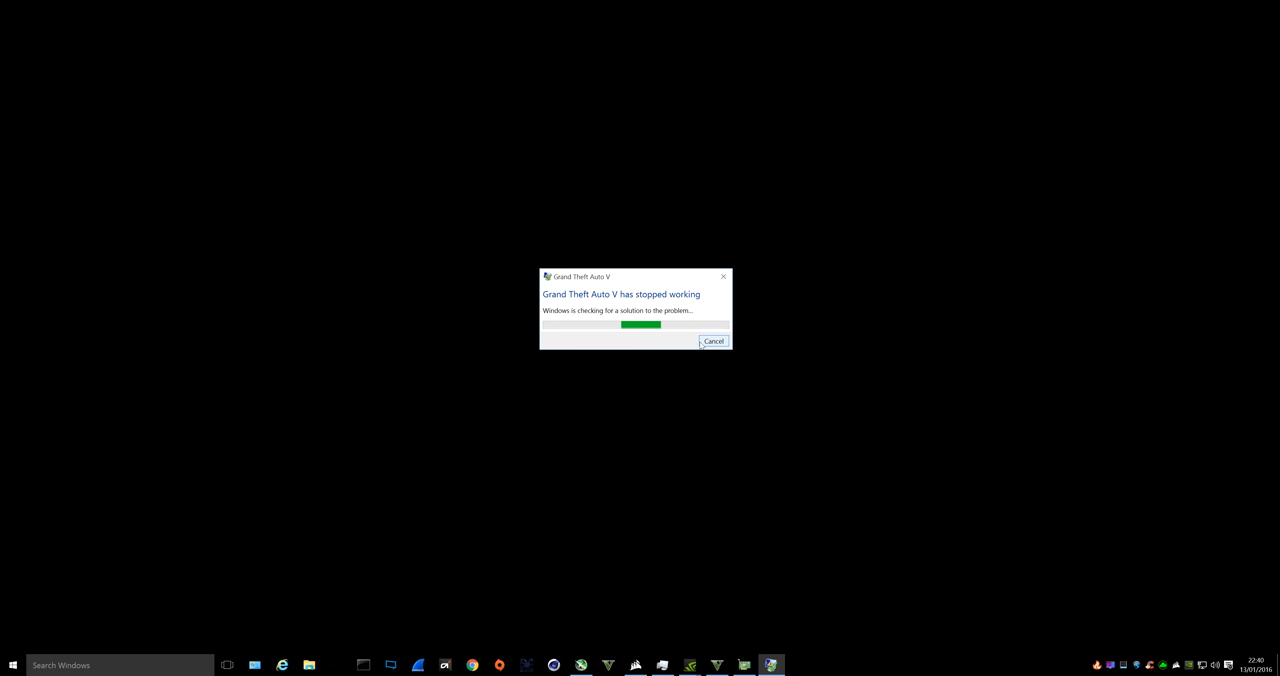 Grand Theft Auto V
Grand Theft Auto V has stopped working
Windows is checking for a solution to the problem...
Cancel
Search Windows
22:40
13/01/2016